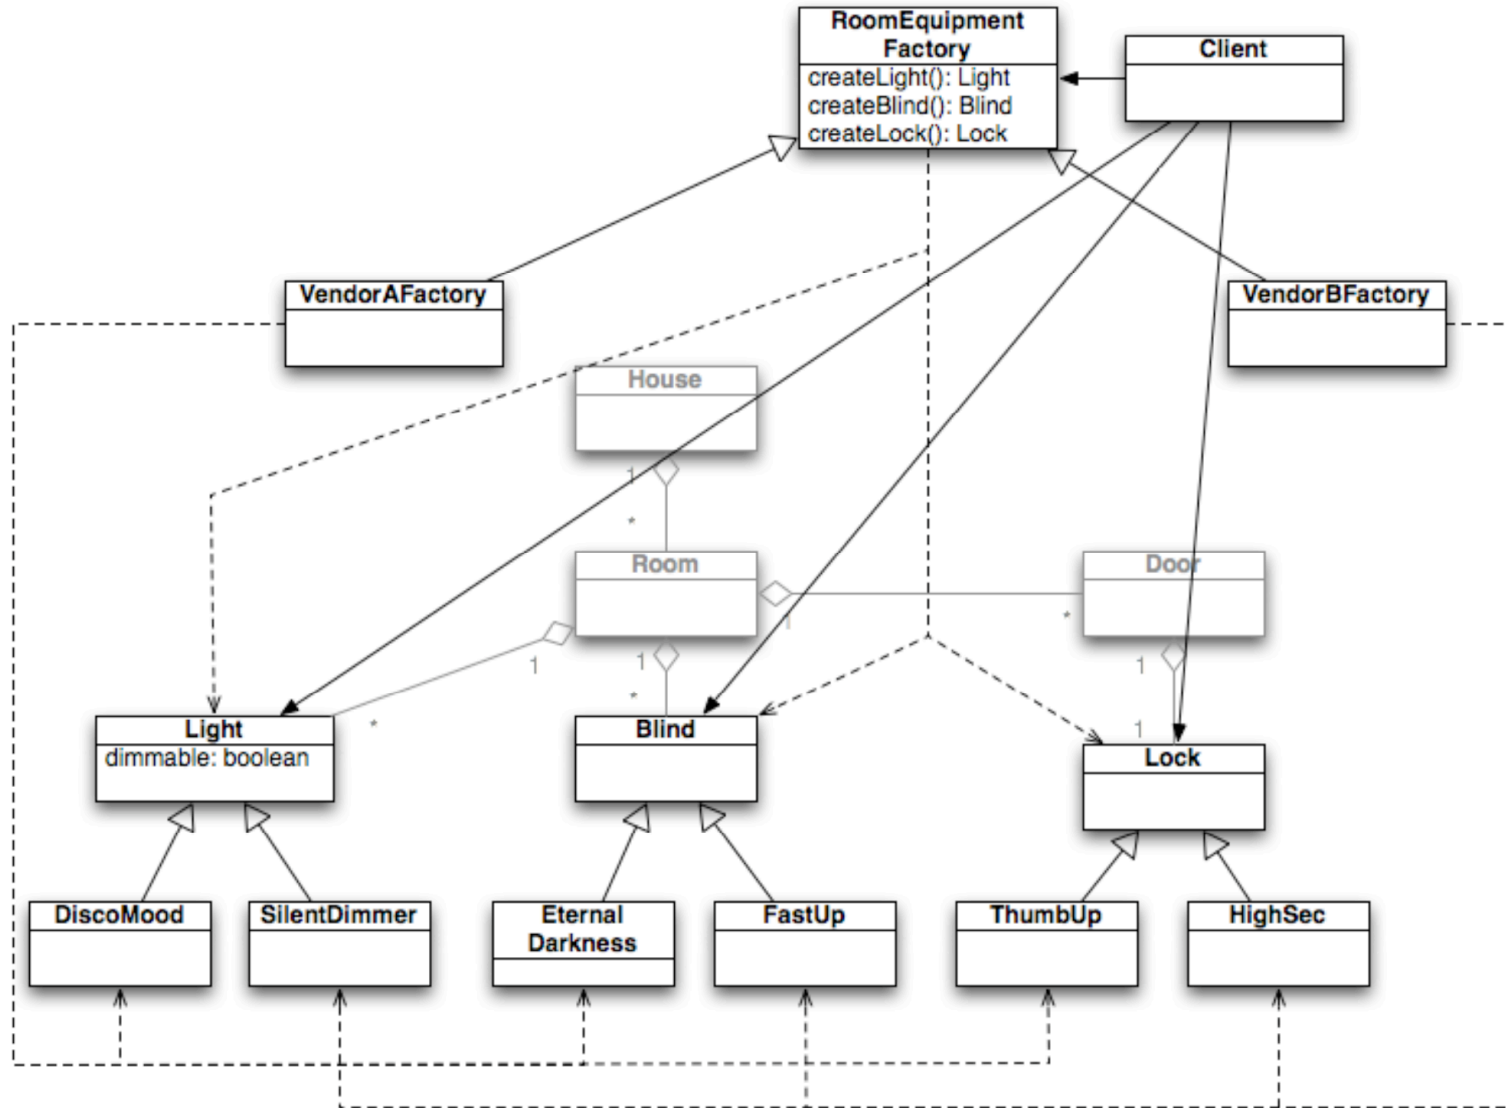 RoomEquipment
Factory
createLight(): Light
createBlind(): Blind
createLock(): Lock
Client
VendorAFactory
VendorBFactory
House
1
*
Room
Door
1
*
1
*
1
*
1
1
Light
dimmable: boolean
Blind
Lock
DiscoMood
SilentDimmer
Eternal
Darkness
FastUp
ThumbUp
HighSec